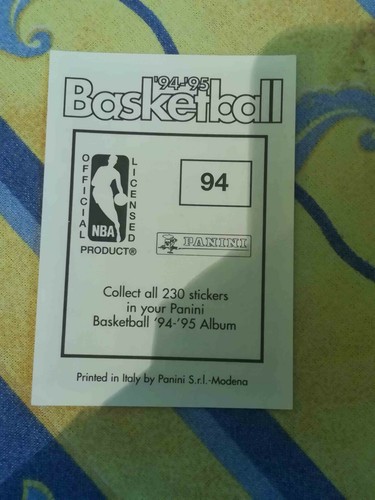 '94-'95
Basketball
OFFICIAL
LICENSED
NBA
PRODUCT®
94
PANINI
Collect all 230 stickers
in your Panini
Basketball '94-'95 Album
Printed in Italy by Panini S.r.l.-Modena